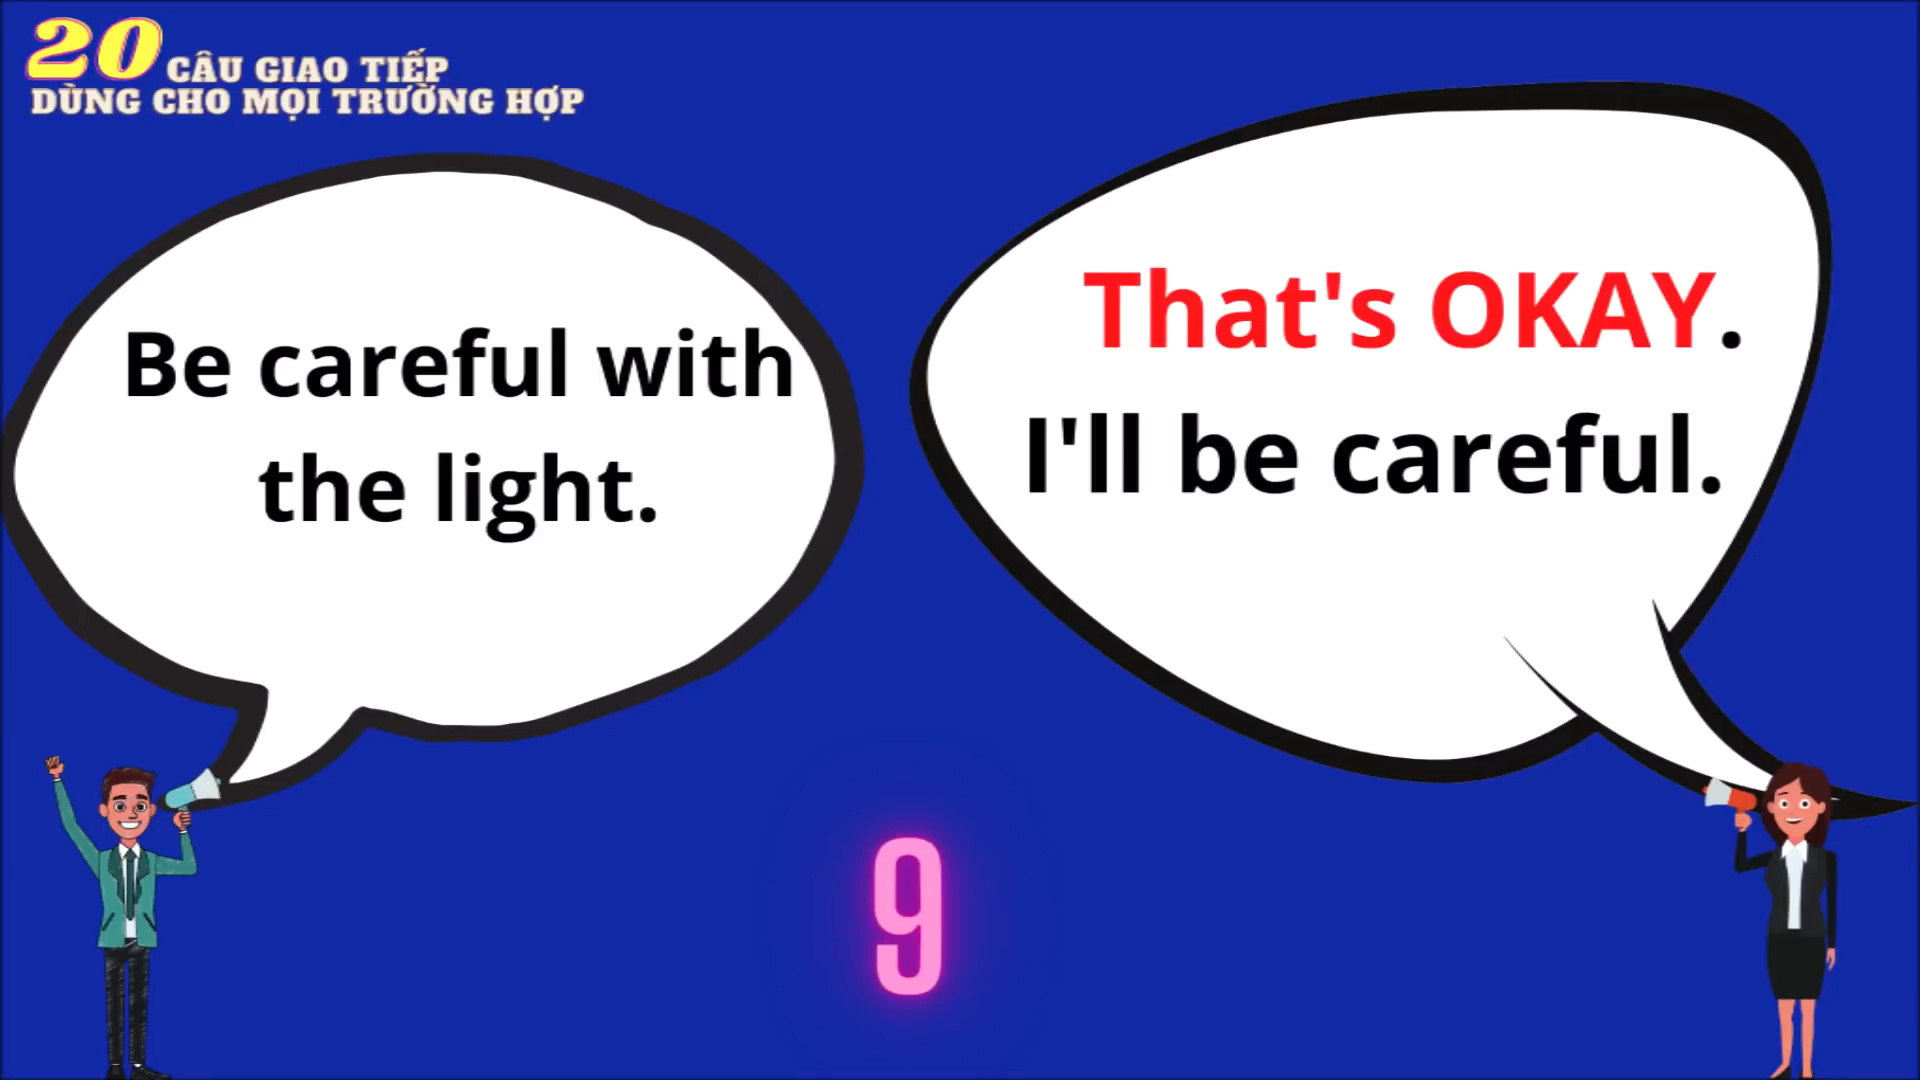 20 CÂU GIAO TIẾP
DÙNG CHO MỌI TRƯỜNG HỢP
Be careful with
the light.
That's OKAY.
I'll be careful.
9